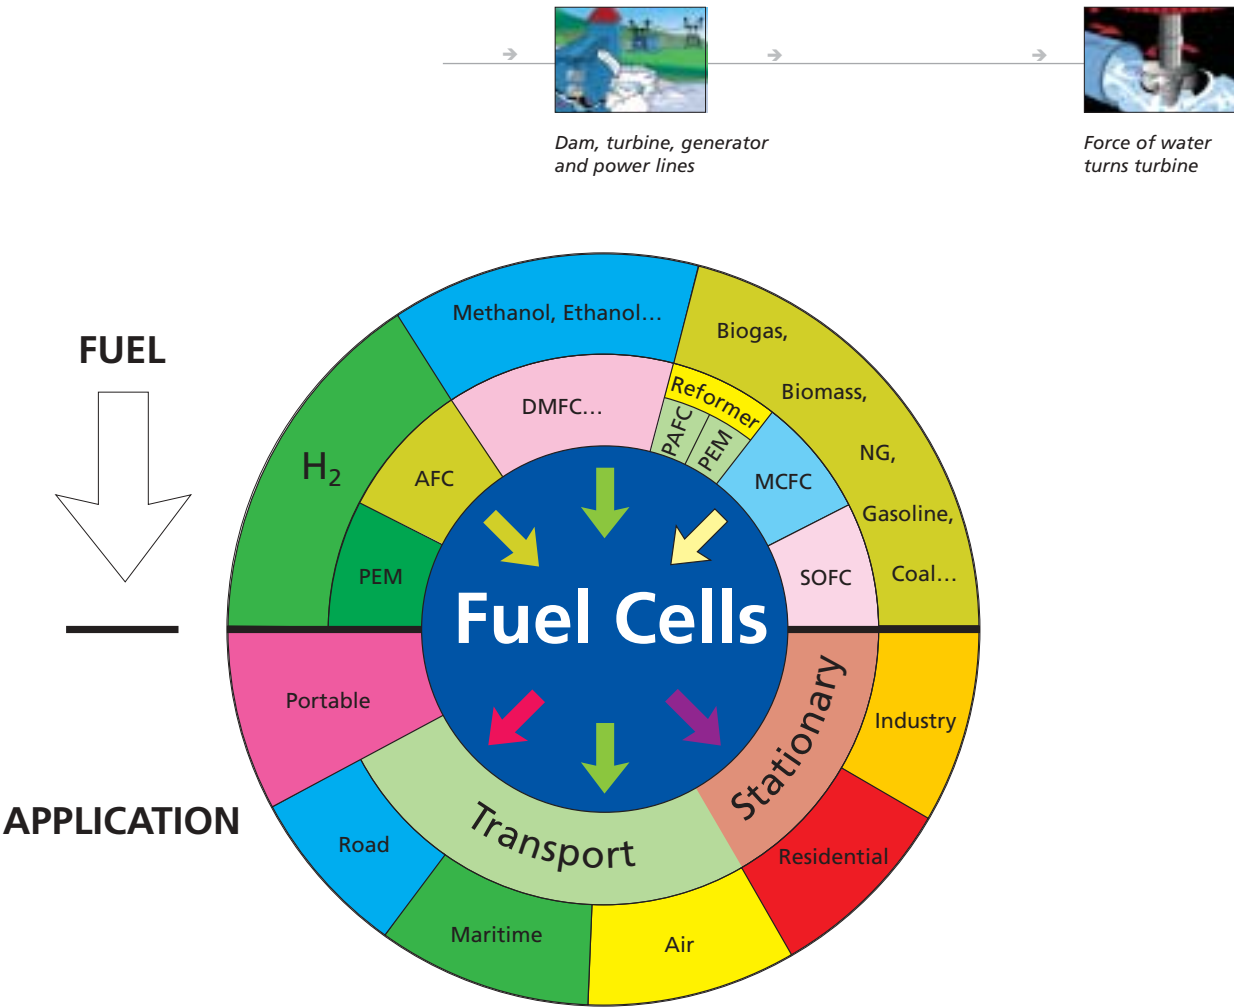 Dam, turbine, generator
and power lines
Force of water
turns turbine
FUEL
Methanol, Ethanol…
Biogas,
Biomass,
NG,
Gasoline,
Coal…
H2
DMFC…
Reformer
PAFC
PEM
AFC
MCFC
PEM
SOFC
Fuel Cells
APPLICATION
Portable
Transport
Stationary
Industry
Road
Residential
Maritime
Air